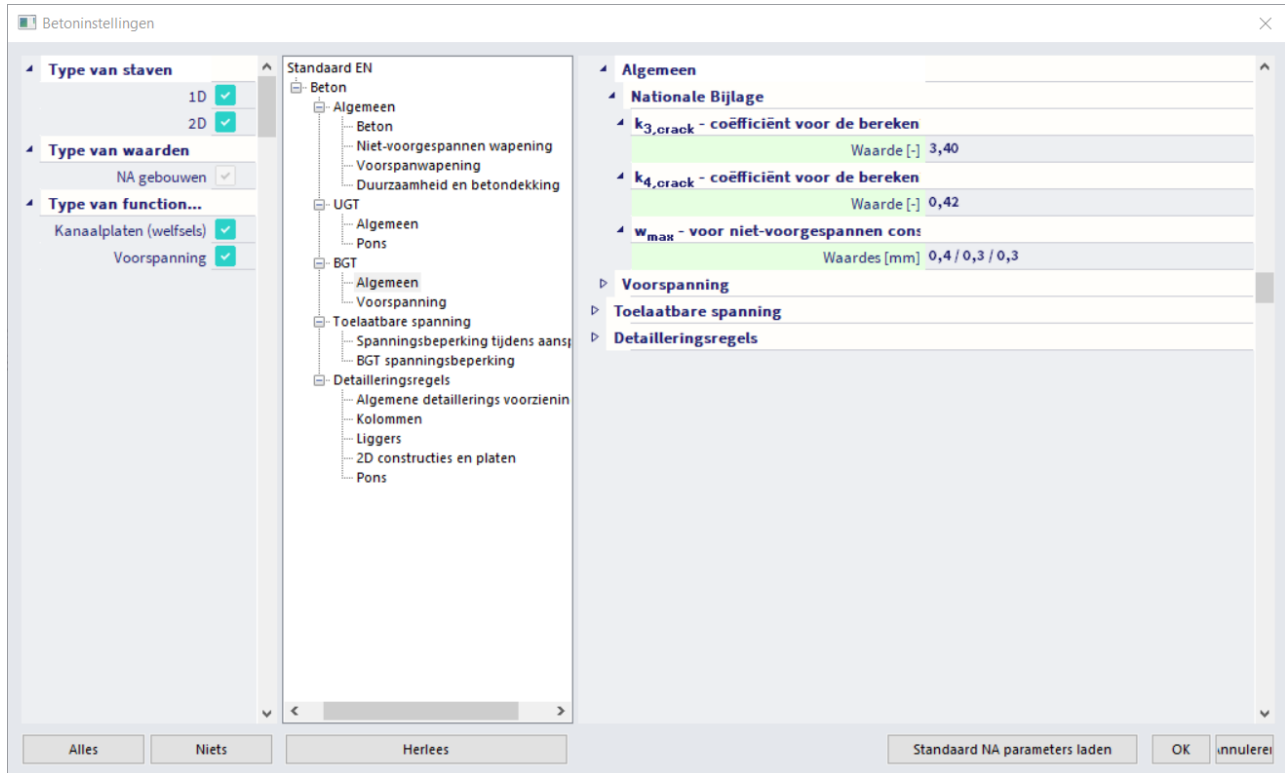 Betoninstellingen
Type van staven
1D
2D
Type van waarden
NA gebouwen
Type van function...
Kanaalplaten (welfsels)
Voorspanning
Standaard EN
Beton
Algemeen
Beton
Niet-voorgespannen wapening
Voorspanwapening
Duurzaamheid en betondekking
UGT
Algemeen
Pons
BGT
Algemeen
Voorspanning
Toelaatbare spanning
Spanningsbeperking tijdens aansp
BGT spanningsbeperking
Detailleringsregels
Algemene detaillerings voorzienin
Kolommen
Liggers
2D constructies en platen
Pons
Algemeen
Nationale Bijlage
k3,crack - coëfficiënt voor de bereken
Waarde [-] 3,40
k4,crack - coëfficiënt voor de bereken
Waarde [-] 0,42
wmax - voor niet-voorgespannen cons
Waardes [mm] 0,4 / 0,3 / 0,3
Voorspanning
Toelaatbare spanning
Detailleringsregels
Alles
Niets
Herlees
Standaard NA parameters laden
OK
Annuleren